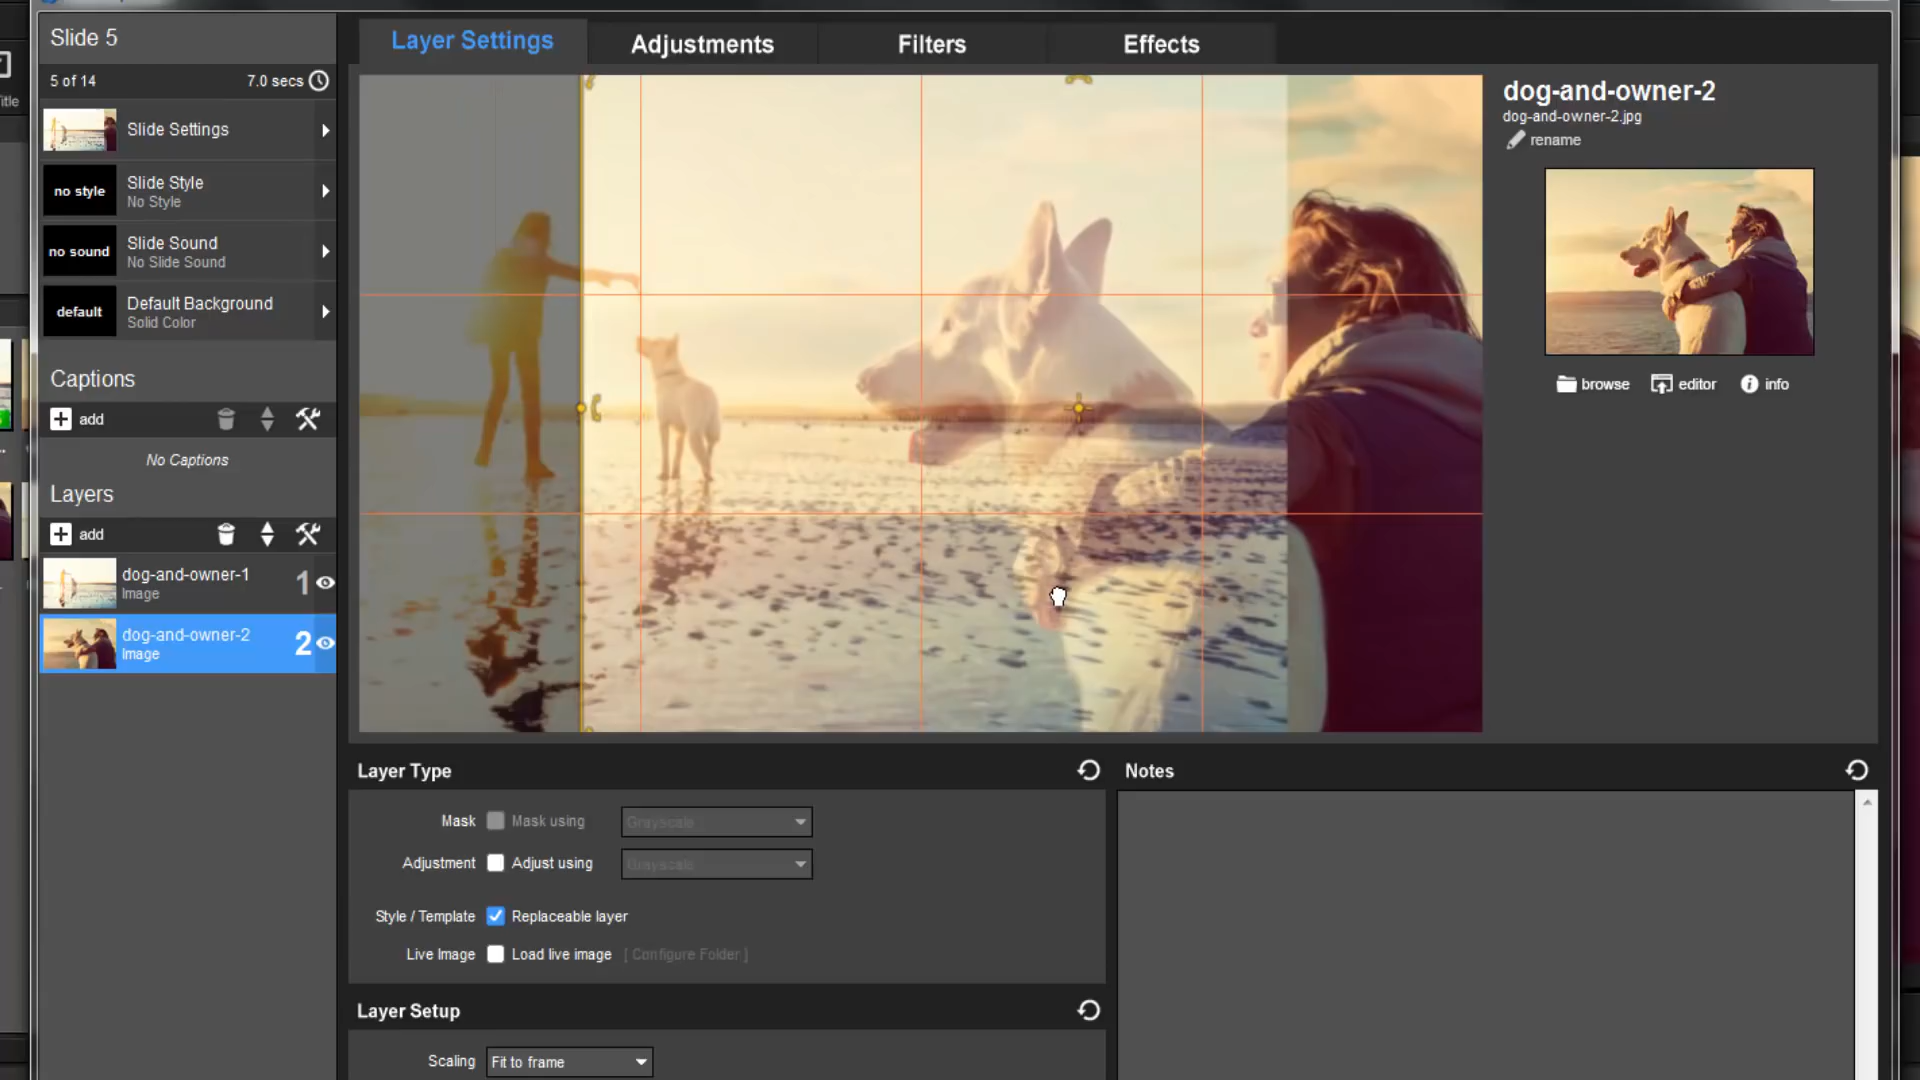 Slide 5
5 of 14
7.0 secs
Slide Settings
no style
Slide Style
No Style
no sound
Slide Sound
No Slide Sound
default
Default Background
Solid Color
Captions
add
No Captions
Layers
add
dog-and-owner-1
Image
1
dog-and-owner-2
Image
2
Layer Settings
Adjustments
Filters
Effects
dog-and-owner-2
dog-and-owner-2.jpg
rename
browse
editor
info
Layer Type
Mask
Mask using
Grayscale
Adjustment
Adjust using
Grayscale
Style / Template
Replaceable layer
Live Image
Load live image
[ Configure Folder ]
Layer Setup
Scaling
Fit to frame
Notes